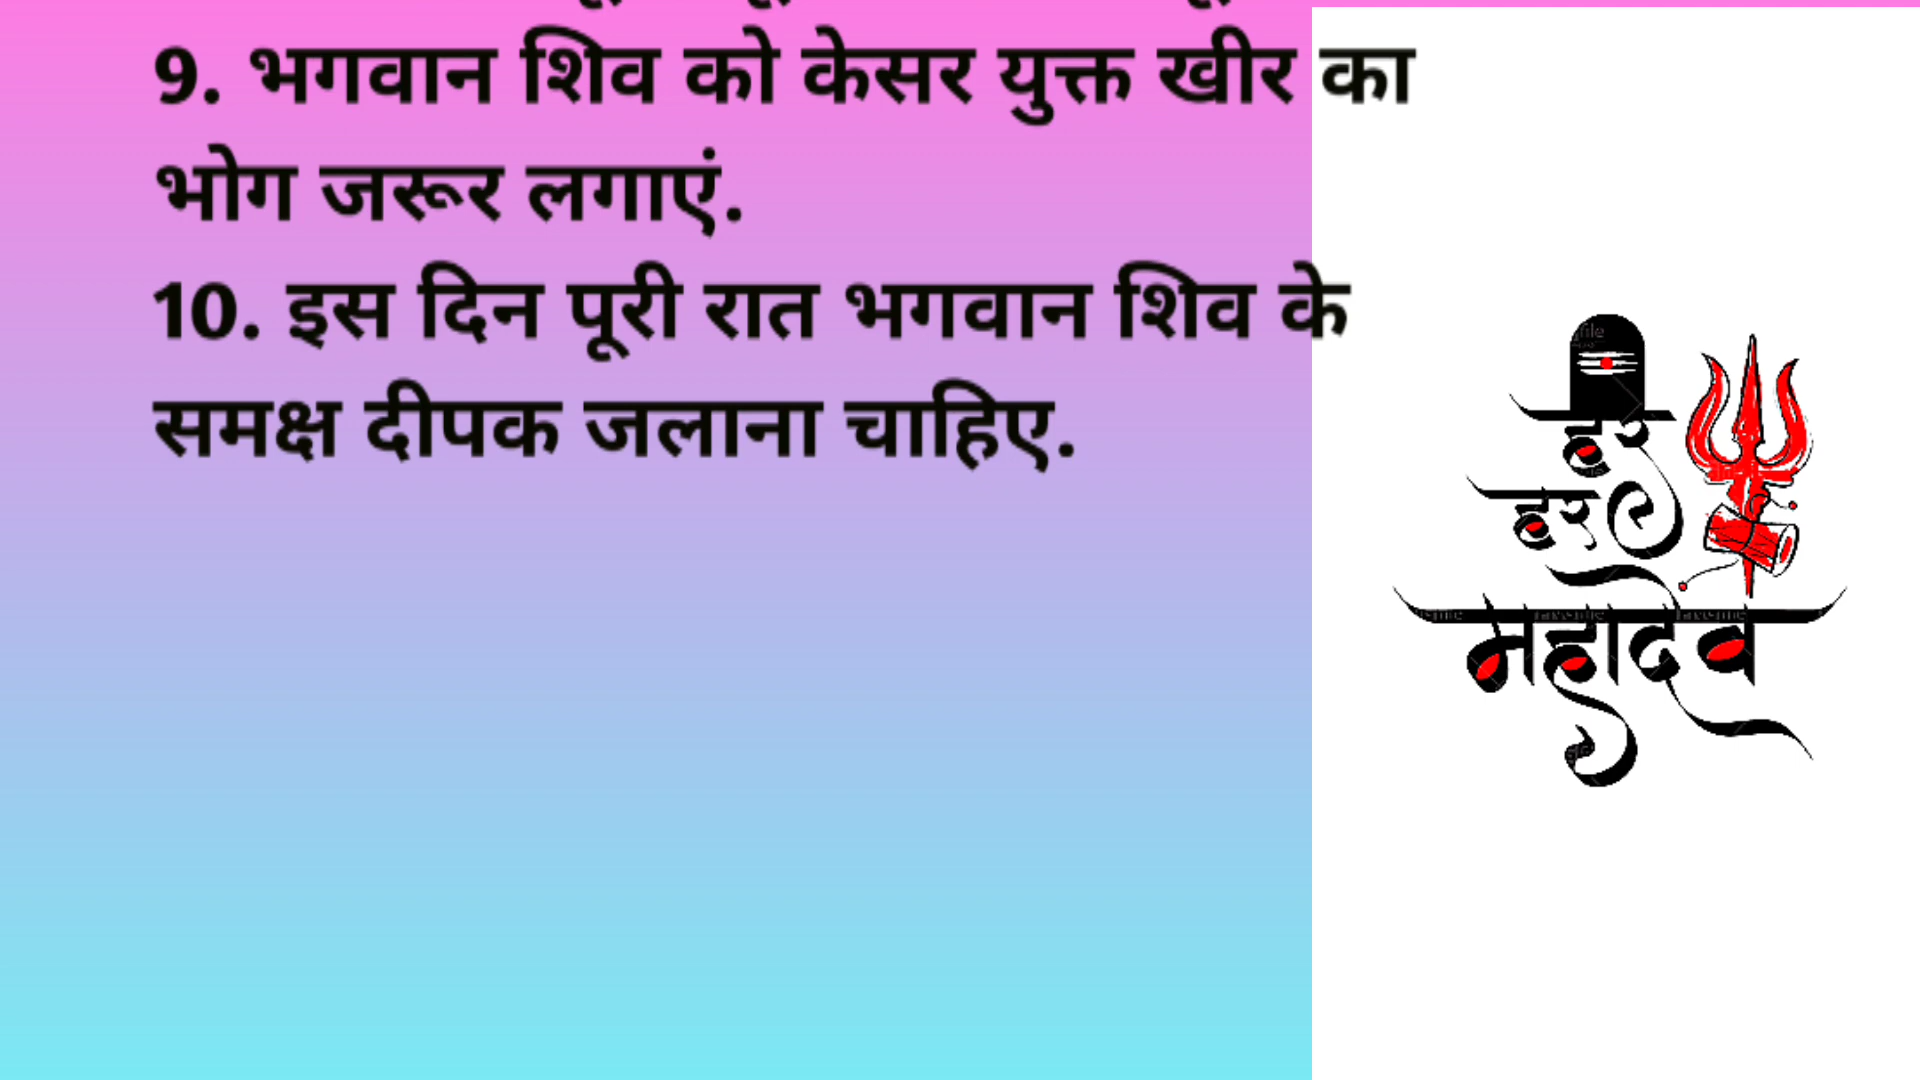 9. भगवान शिव को केसर युक्त खीर का
भोग जरूर लगाएं.
10. इस दिन पूरी रात भगवान शिव के
समक्ष दीपक जलाना चाहिए.
हर
हर
महादेव